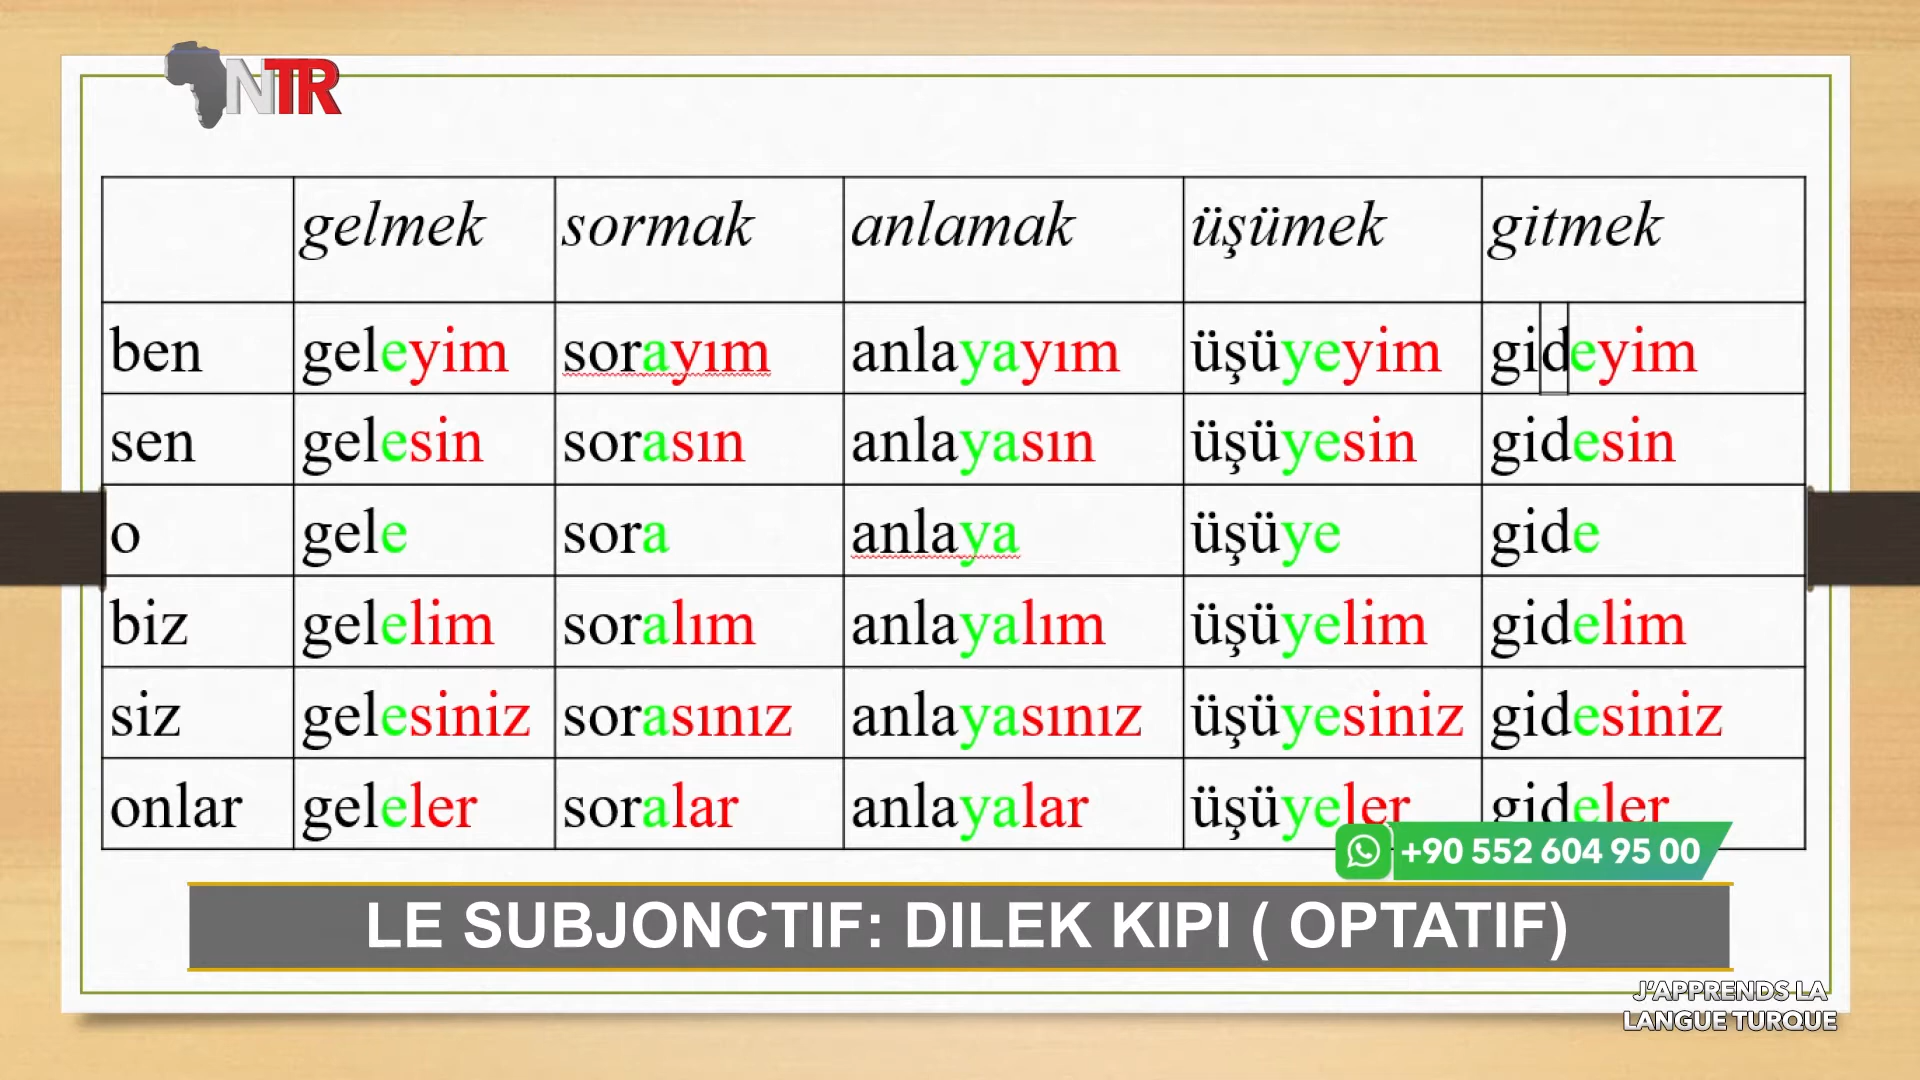 NTR
gelmek sormak anlamak üşümek gitmek
ben geleyim sorayım anlayayım üşüyeyim gideyim
sen gelesin sorasın anlayasın üşüyesin gidesin
o gele sora anlaya üşüye gide
biz gelelim soralım anlayalım üşüyelim gidelim
siz gelesiniz sorasınız anlayasınız üşüyesiniz gidesiniz
onlar geleler soralar anlayalar üşüyeler gideler
+90 552 604 95 00
LE SUBJONCTIF: DILEK KIPI ( OPTATIF)
J'APPRENDS LA
LANGUE TURQUE